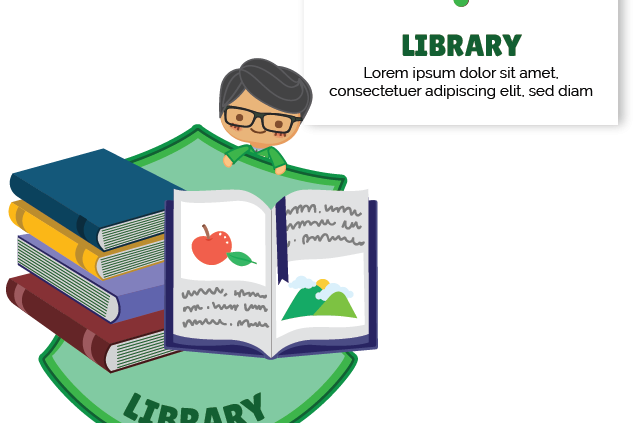 LIBRARY
Lorem ipsum dolor sit amet,
consectetuer adipiscing elit, sed diam
LIBRARY